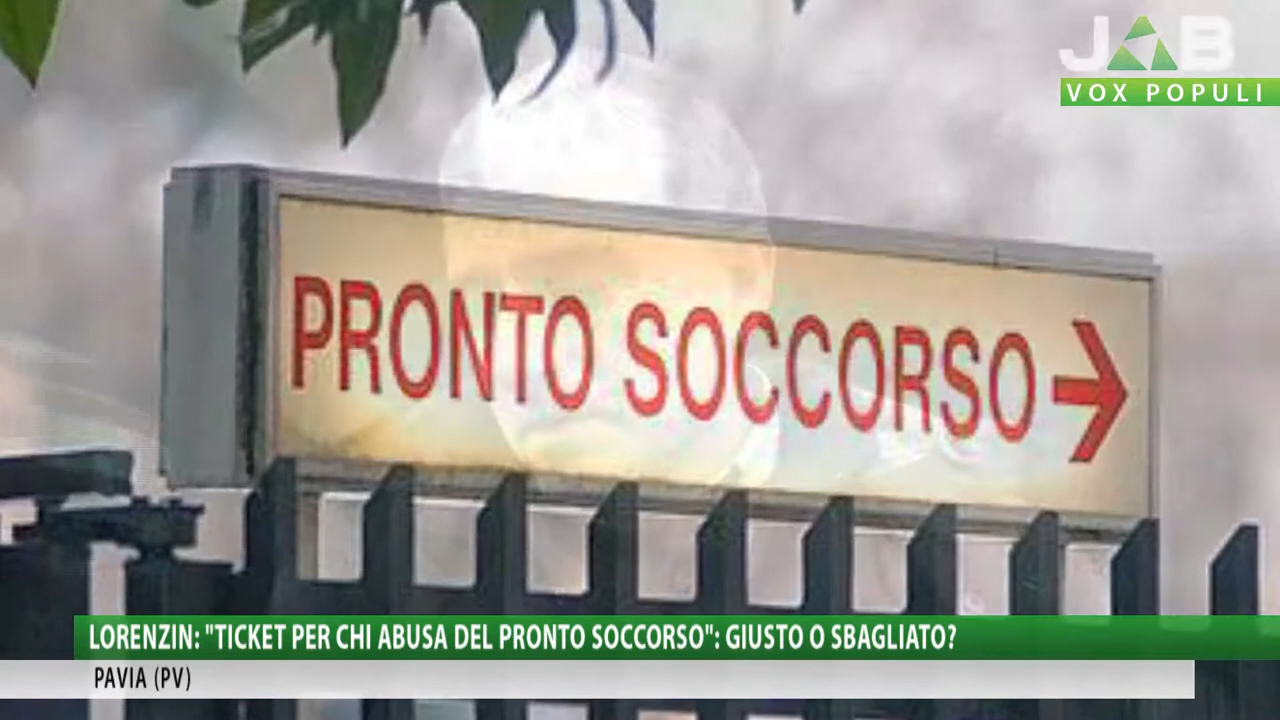 JAB
VOX POPULI
PRONTO SOCCORSO →
LORENZIN: "TICKET PER CHI ABUSA DEL PRONTO SOCCORSO": GIUSTO O SBAGLIATO?
PAVIA (PV)